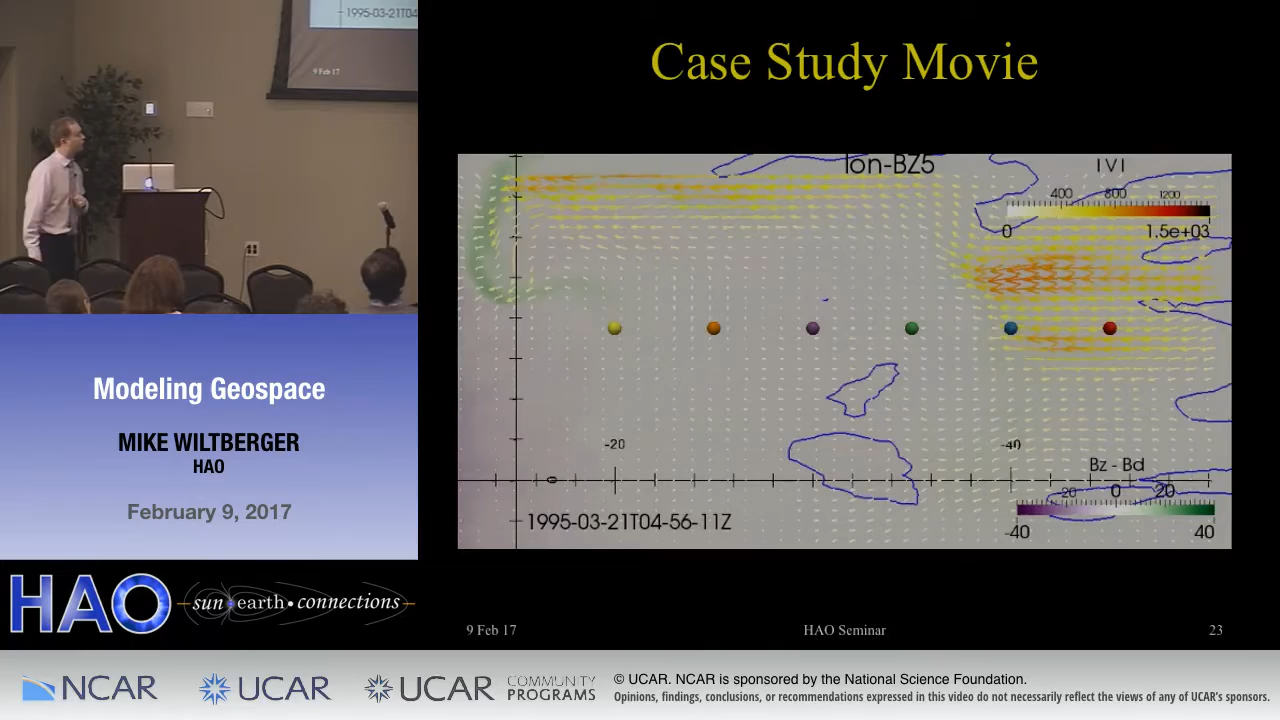 1995-03-21T04
9 Feb 17
Case Study Movie
Ion-BZ5
|V|
400 800 1200
0 1.5e+03
-20 -40
0
Bz - Bd
-20 0 20
-40 40
1995-03-21T04-56-11Z
9 Feb 17 HAO Seminar 23
Modeling Geospace
MIKE WILTBERGER
HAO
February 9, 2017
HAO sun earth connections
NCAR UCAR UCAR COMMUNITY PROGRAMS
© UCAR. NCAR is sponsored by the National Science Foundation.
Opinions, findings, conclusions, or recommendations expressed in this video do not necessarily reflect the views of any of UCAR's sponsors.